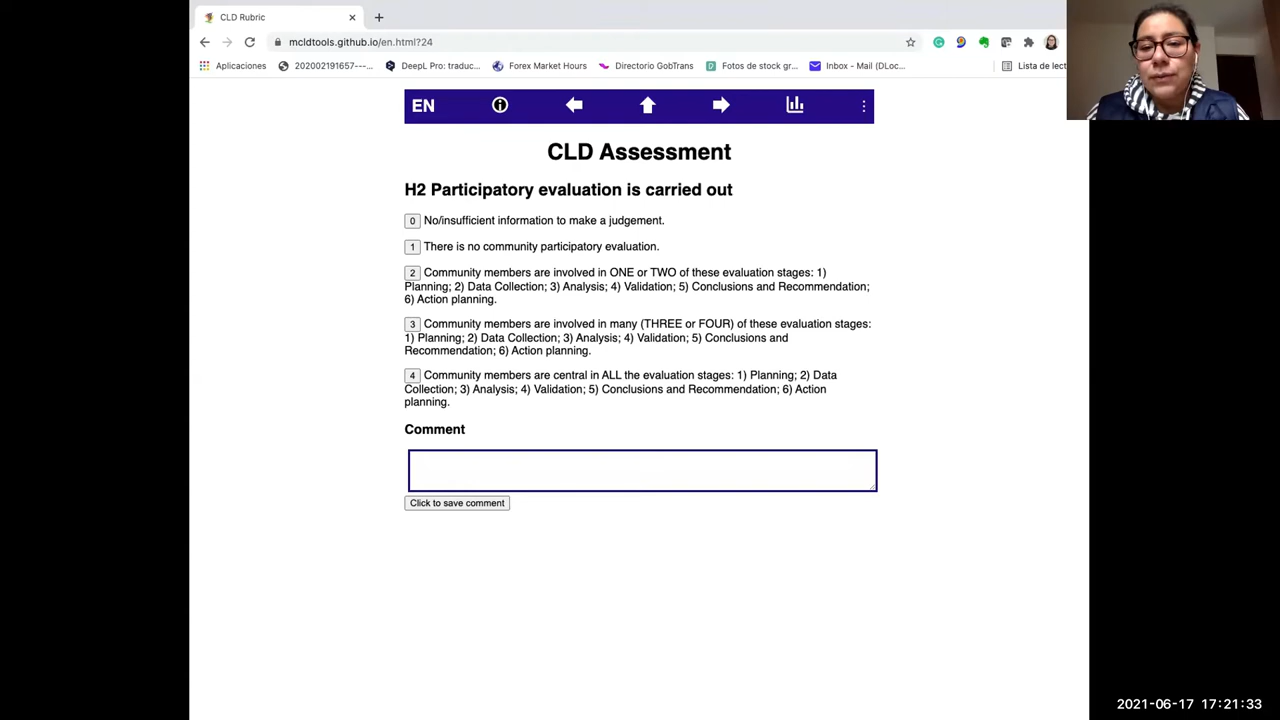 CLD Rubric
mcldtools.github.io/en.html?24
Aplicaciones 202002191657----... DeepL Pro: traduc... Forex Market Hours Directorio GobTrans Fotos de stock gr... Inbox - Mail (DLoc... Lista de lect
EN
CLD Assessment
H2 Participatory evaluation is carried out
0 No/insufficient information to make a judgement.
1 There is no community participatory evaluation.
2 Community members are involved in ONE or TWO of these evaluation stages: 1)
Planning; 2) Data Collection; 3) Analysis; 4) Validation; 5) Conclusions and Recommendation;
6) Action planning.
3 Community members are involved in many (THREE or FOUR) of these evaluation stages:
1) Planning; 2) Data Collection; 3) Analysis; 4) Validation; 5) Conclusions and
Recommendation; 6) Action planning.
4 Community members are central in ALL the evaluation stages: 1) Planning; 2) Data
Collection; 3) Analysis; 4) Validation; 5) Conclusions and Recommendation; 6) Action
planning.
Comment
Click to save comment
2021-06-17 17:21:33